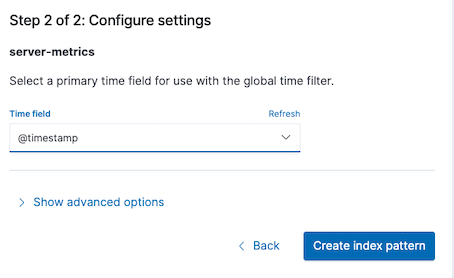 Step 2 of 2: Configure settings
server-metrics
Select a primary time field for use with the global time filter.
Time field Refresh
@timestamp
Show advanced options
Back Create index pattern